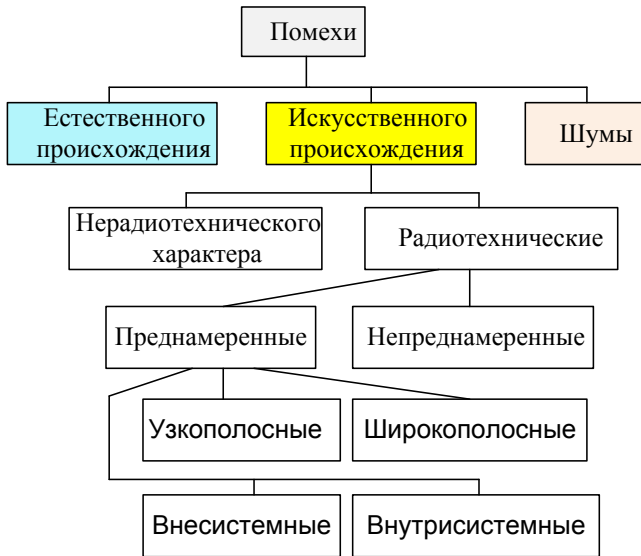 Помехи
Естественного
происхождения
Искусственного
происхождения
Шумы
Нерадиотехнического
характера
Радиотехнические
Преднамеренные
Непреднамеренные
Узкополосные
Широкополосные
Внесистемные
Внутрисистемные